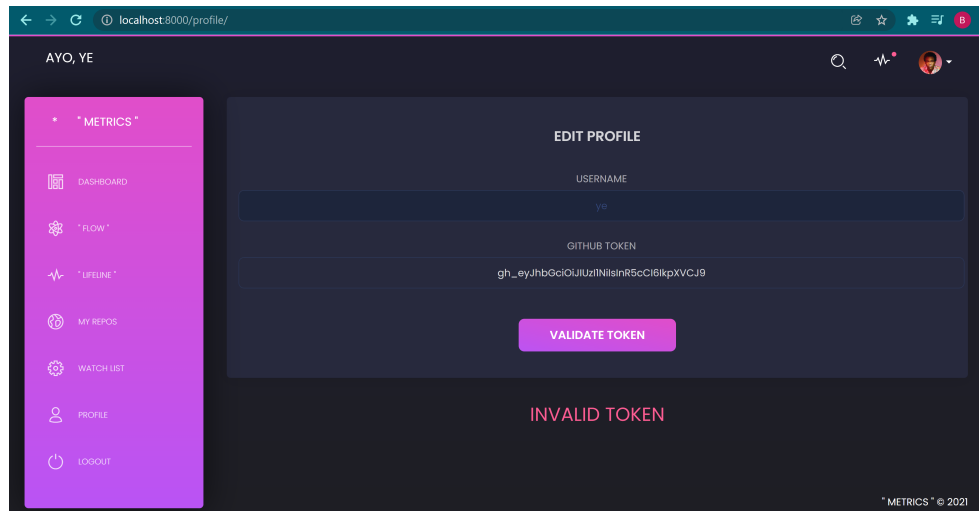 localhost:8000/profile/
B
AYO, YE
* " METRICS "
DASHBOARD
" FLOW "
" LIFELINE "
MY REPOS
WATCH LIST
PROFILE
LOGOUT
EDIT PROFILE
USERNAME
ye
GITHUB TOKEN
gh_eyJhbGciOiJIUzI1NiIsInR5cCI6IkpXVCJ9
VALIDATE TOKEN
INVALID TOKEN
" METRICS " © 2021